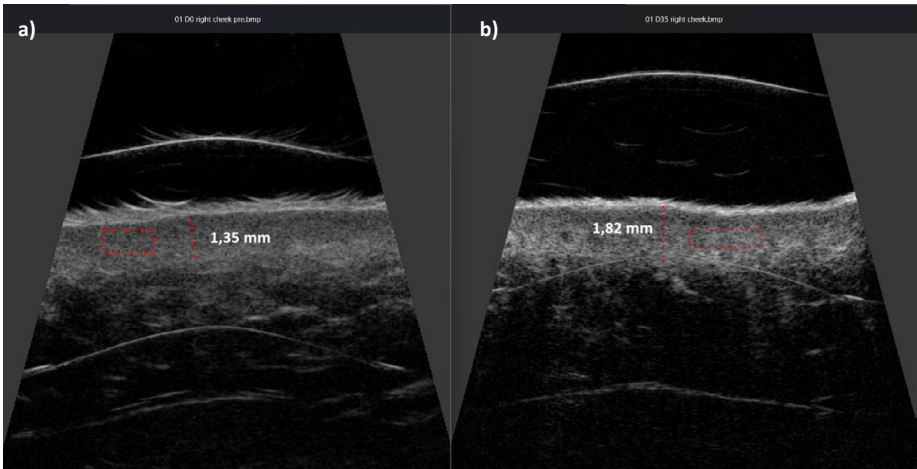 01 D0 right cheek pre.bmp
a)
1,35 mm
01 D35 right cheek.bmp
b)
1,82 mm